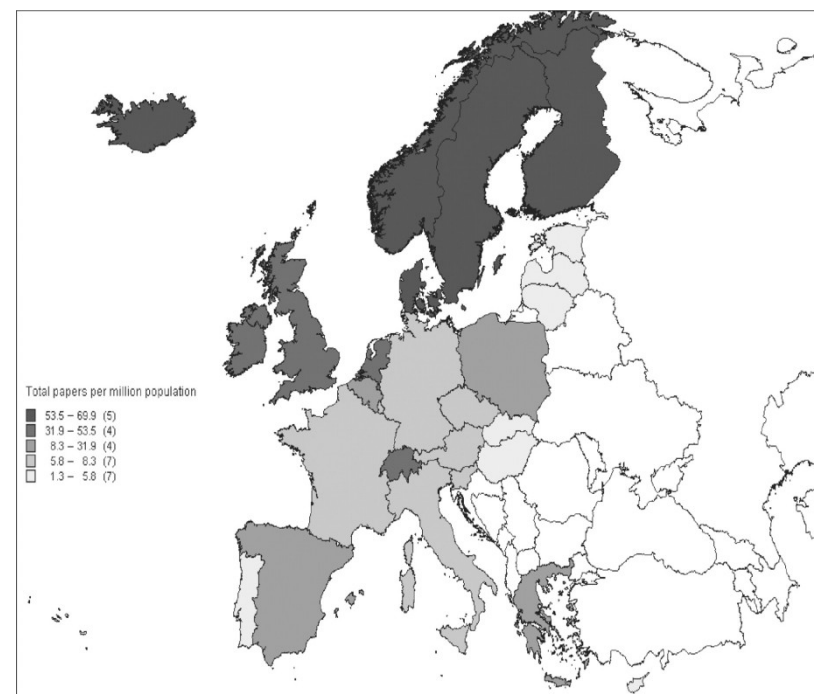 Total papers per million population
53.5 – 69.9 (5)
31.9 – 53.5 (4)
8.3 – 31.9 (4)
5.8 – 8.3 (7)
1.3 – 5.8 (7)